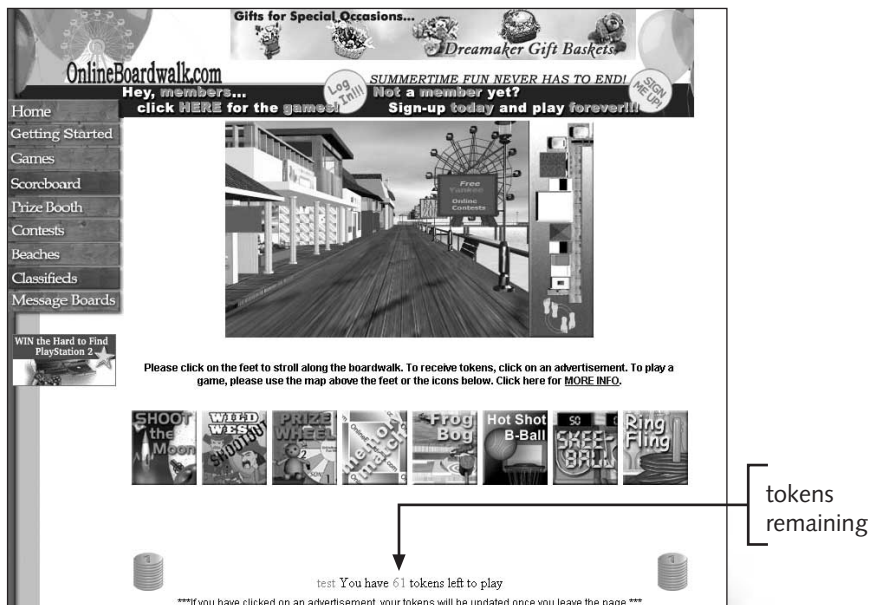 Gifts for Special Occasions...
Dreamaker Gift Baskets
OnlineBoardwalk.com
SUMMERTIME FUN NEVER HAS TO END!
Hey, members...
click HERE for the games!
Log In!!!
Not a member yet?
Sign-up today and play forever!!!
SIGN ME UP!
Home
Getting Started
Games
Scoreboard
Prize Booth
Contests
Beaches
Classifieds
Message Boards
Free
Yankee
Online
Contests
WIN the Hard to Find
PlayStation 2
Please click on the feet to stroll along the boardwalk. To receive tokens, click on an advertisement. To play a
game, please use the map above the feet or the icons below. Click here for MORE INFO.
SHOOT
the
Moon
WILD
WEST
SHOOTOUT
PRIZE
WHEEL
memory
match
Frog
Bog
Hot Shot
B-Ball
50
SKEE
BALL
Ring
Fling
tokens
remaining
test You have 61 tokens left to play
***If you have clicked on an advertisement, your tokens will be updated once you leave the page.***